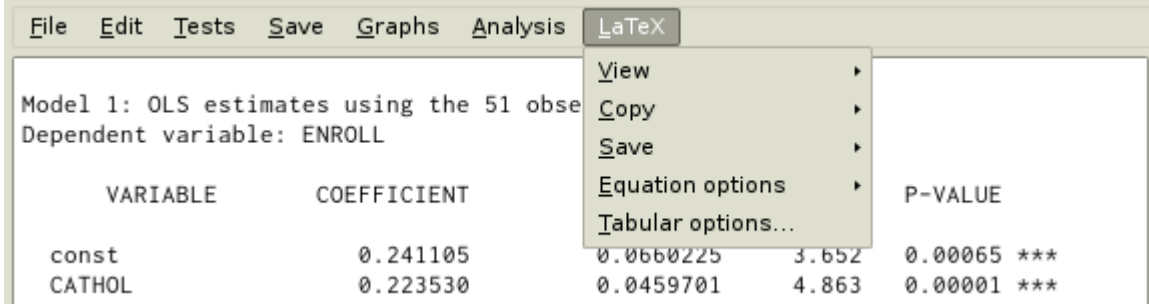 File Edit Tests Save Graphs Analysis LaTeX
View
Copy
Save
Equation options
Tabular options...
Model 1: OLS estimates using the 51 obse
Dependent variable: ENROLL
VARIABLE COEFFICIENT P-VALUE
const 0.241105 0.0660225 3.652 0.00065 ***
CATHOL 0.223530 0.0459701 4.863 0.00001 ***